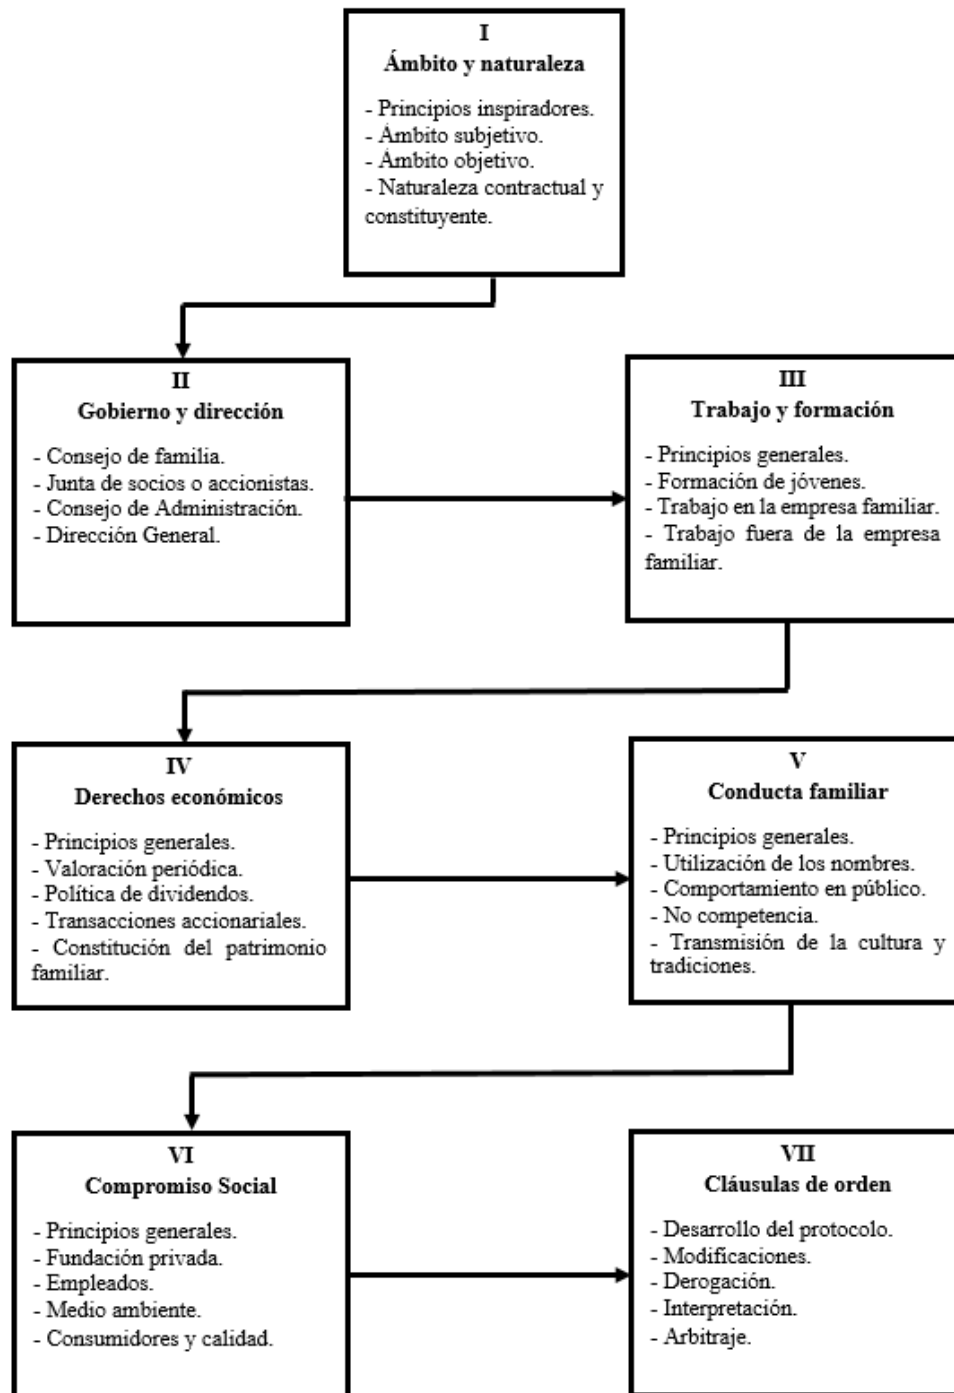 I
Ámbito y naturaleza
- Principios inspiradores.
- Ámbito subjetivo.
- Ámbito objetivo.
- Naturaleza contractual y
constituyente.
II
Gobierno y dirección
- Consejo de familia.
- Junta de socios o accionistas.
- Consejo de Administración.
- Dirección General.
III
Trabajo y formación
- Principios generales.
- Formación de jóvenes.
- Trabajo en la empresa familiar.
- Trabajo fuera de la empresa
familiar.
IV
Derechos económicos
- Principios generales.
- Valoración periódica.
- Política de dividendos.
- Transacciones accionariales.
- Constitución del patrimonio
familiar.
V
Conducta familiar
- Principios generales.
- Utilización de los nombres.
- Comportamiento en público.
- No competencia.
- Transmisión de la cultura y
tradiciones.
VI
Compromiso Social
- Principios generales.
- Fundación privada.
- Empleados.
- Medio ambiente.
- Consumidores y calidad.
VII
Cláusulas de orden
- Desarrollo del protocolo.
- Modificaciones.
- Derogación.
- Interpretación.
- Arbitraje.